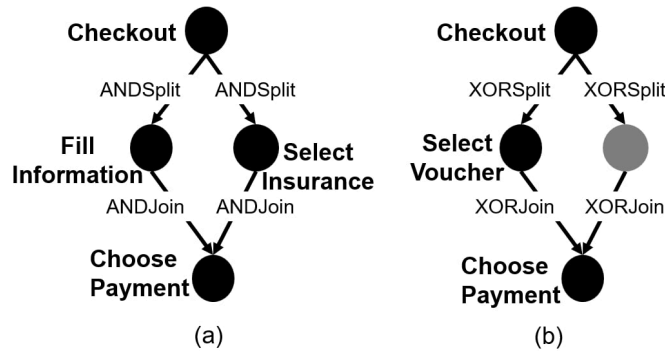 Checkout
ANDSplit ANDSplit
Fill
Information
Select
Insurance
ANDJoin ANDJoin
Choose
Payment
(a)
Checkout
XORSplit XORSplit
Select
Voucher
XORJoin XORJoin
Choose
Payment
(b)